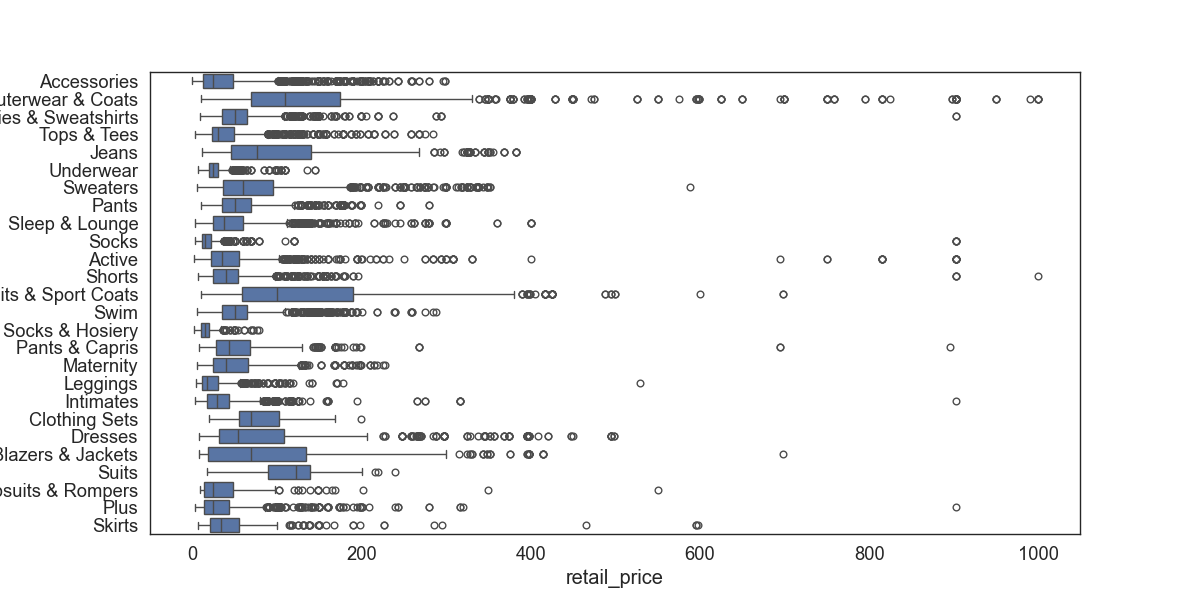 Accessories
uterwear & Coats
ies & Sweatshirts
Tops & Tees
Jeans
Underwear
Sweaters
Pants
Sleep & Lounge
Socks
Active
Shorts
its & Sport Coats
Swim
Socks & Hosiery
Pants & Capris
Maternity
Leggings
Intimates
Clothing Sets
Dresses
Blazers & Jackets
Suits
psuits & Rompers
Plus
Skirts
0 200 400 600 800 1000
retail_price